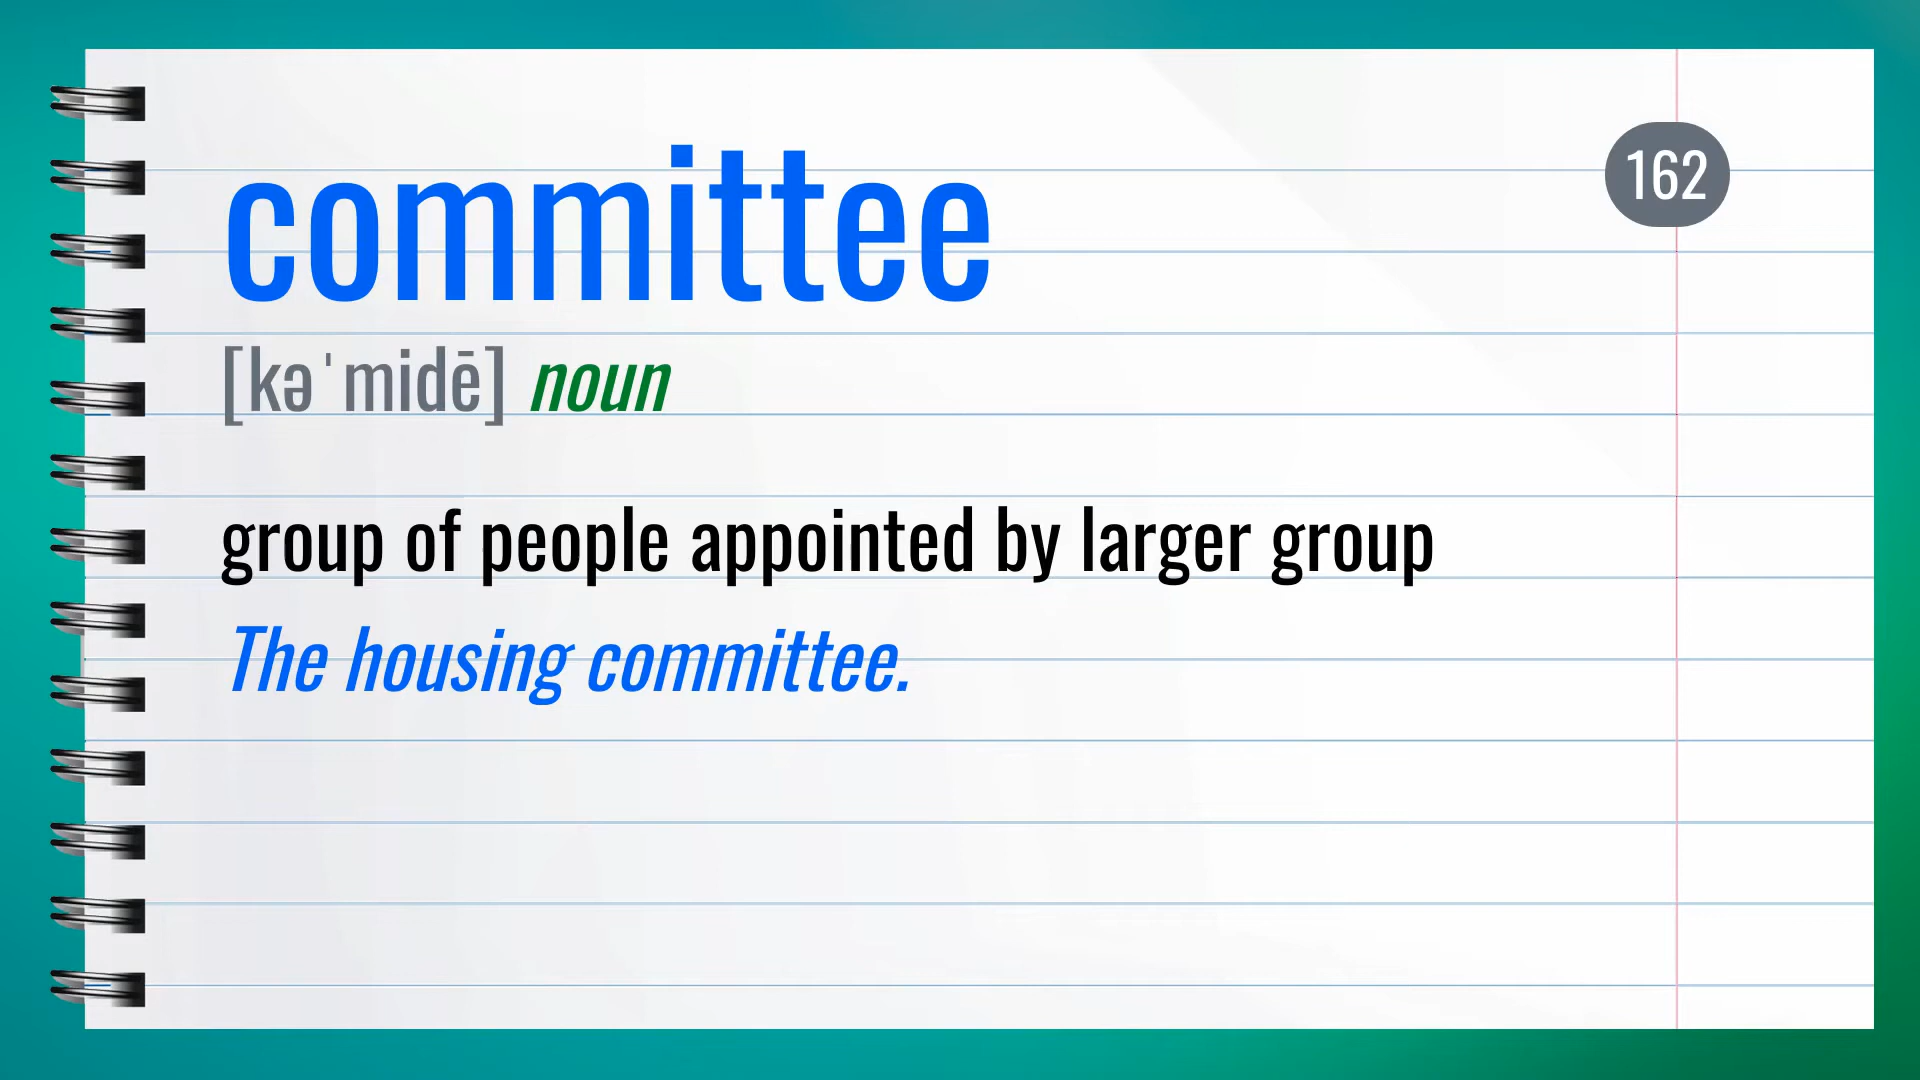 committee
162
[kəˈmidē] noun
group of people appointed by larger group
The housing committee.